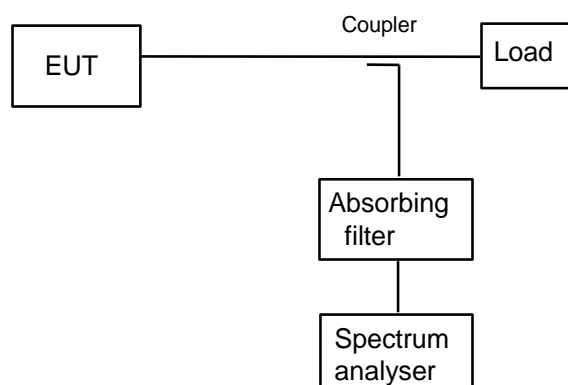 Coupler
EUT
Load
Absorbing
filter
Spectrum
analyser